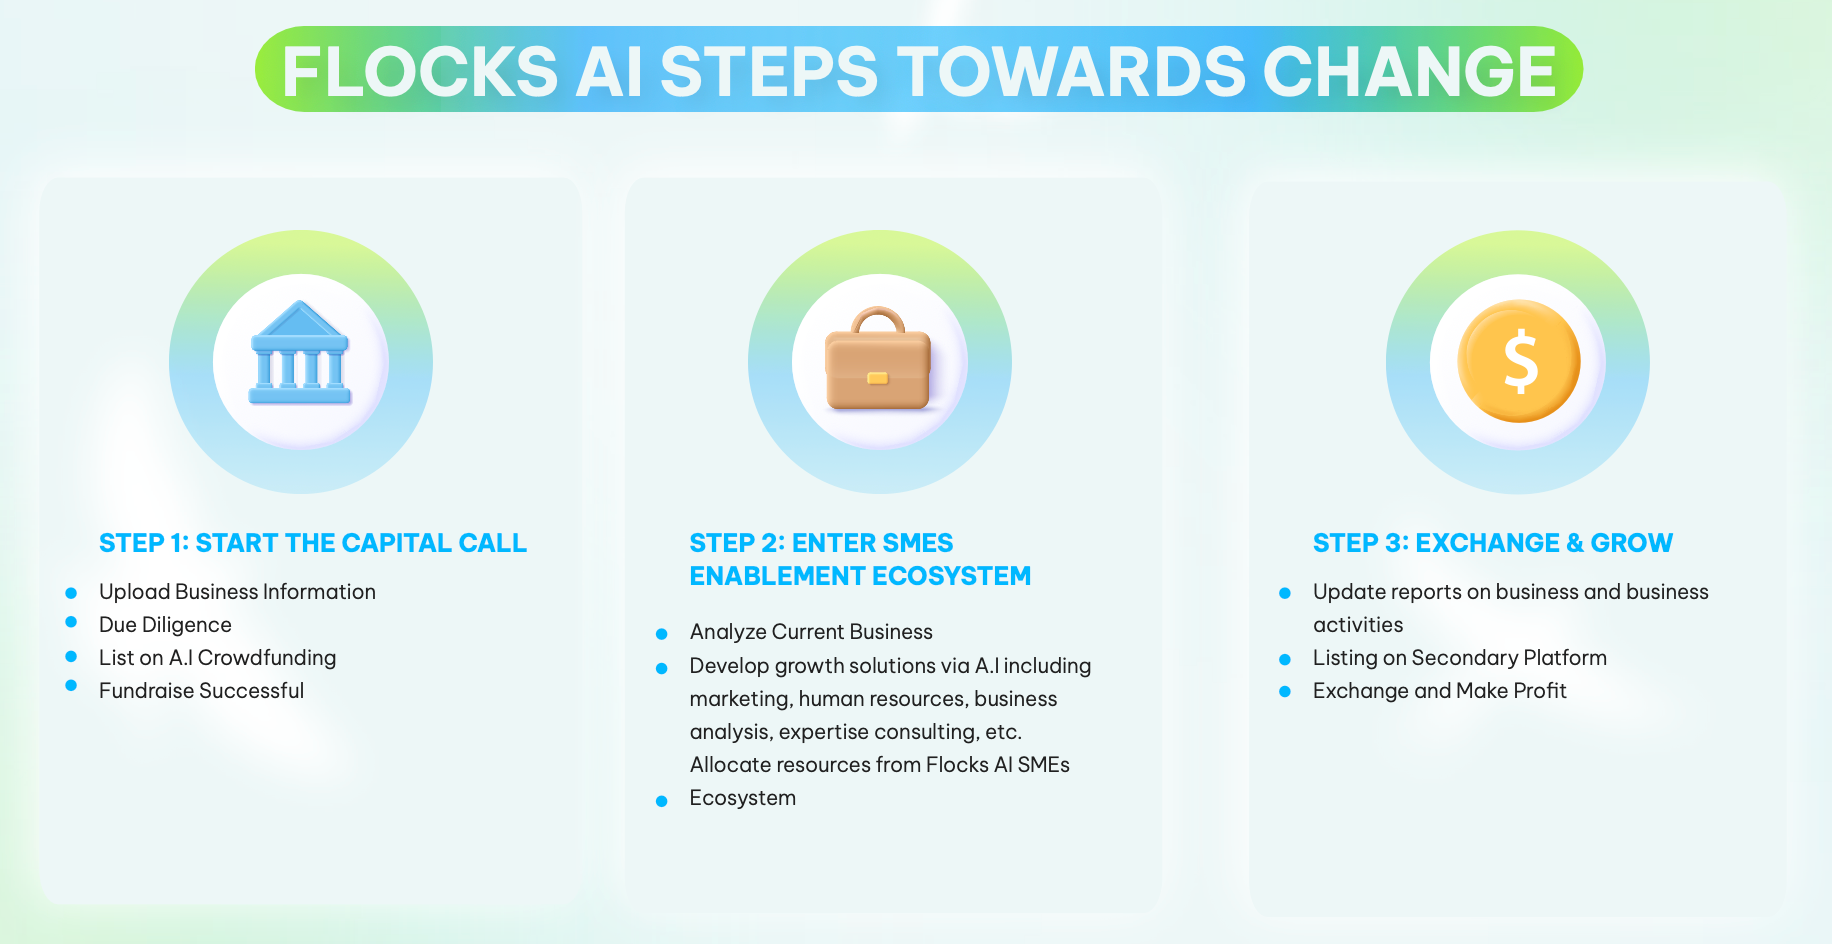 FLOCKS AI STEPS TOWARDS CHANGE
$
STEP 1: START THE CAPITAL CALL
Upload Business Information
Due Diligence
List on A.I Crowdfunding
Fundraise Successful
STEP 2: ENTER SMES
ENABLEMENT ECOSYSTEM
Analyze Current Business
Develop growth solutions via A.I including
marketing, human resources, business
analysis, expertise consulting, etc.
Allocate resources from Flocks AI SMEs
Ecosystem
STEP 3: EXCHANGE & GROW
Update reports on business and business
activities
Listing on Secondary Platform
Exchange and Make Profit